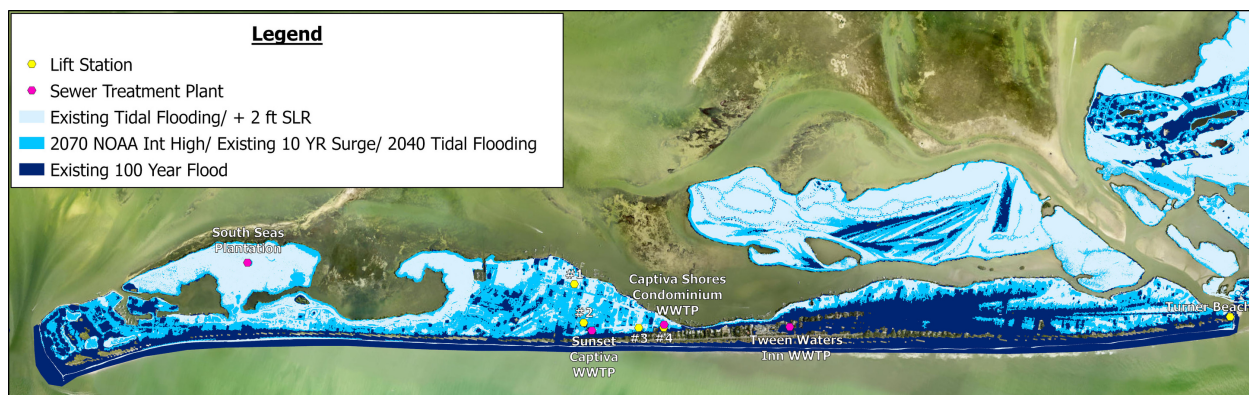 Legend
Lift Station
Sewer Treatment Plant
Existing Tidal Flooding/ + 2 ft SLR
2070 NOAA Int High/ Existing 10 YR Surge/ 2040 Tidal Flooding
Existing 100 Year Flood
South Seas
Plantation
#1
Captiva Shores
Condominium
WWTP
#2
#3
#4
Sunset
Captiva
WWTP
Tween Waters
Inn WWTP
Turner Beach